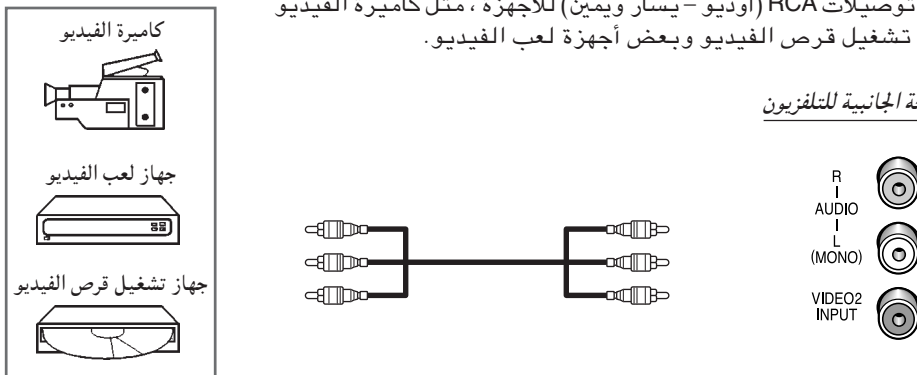 توصيلات RCA (أوديو – يسار ويمين) للأجهزة ، مثل كاميرة الفيديو
تشغيل قرص الفيديو وبعض أجهزة لعب الفيديو.
الجانبية للتلفزيون
كاميرة الفيديو
جهاز لعب الفيديو
جهاز تشغيل قرص الفيديو
R
AUDIO
L
(MONO)
VIDEO2
INPUT